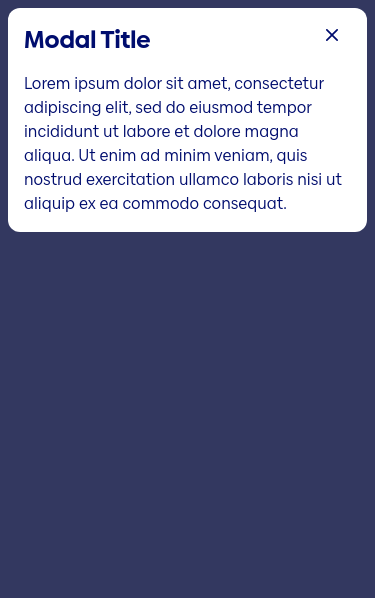 Modal Title
Lorem ipsum dolor sit amet, consectetur
adipiscing elit, sed do eiusmod tempor
incididunt ut labore et dolore magna
aliqua. Ut enim ad minim veniam, quis
nostrud exercitation ullamco laboris nisi ut
aliquip ex ea commodo consequat.